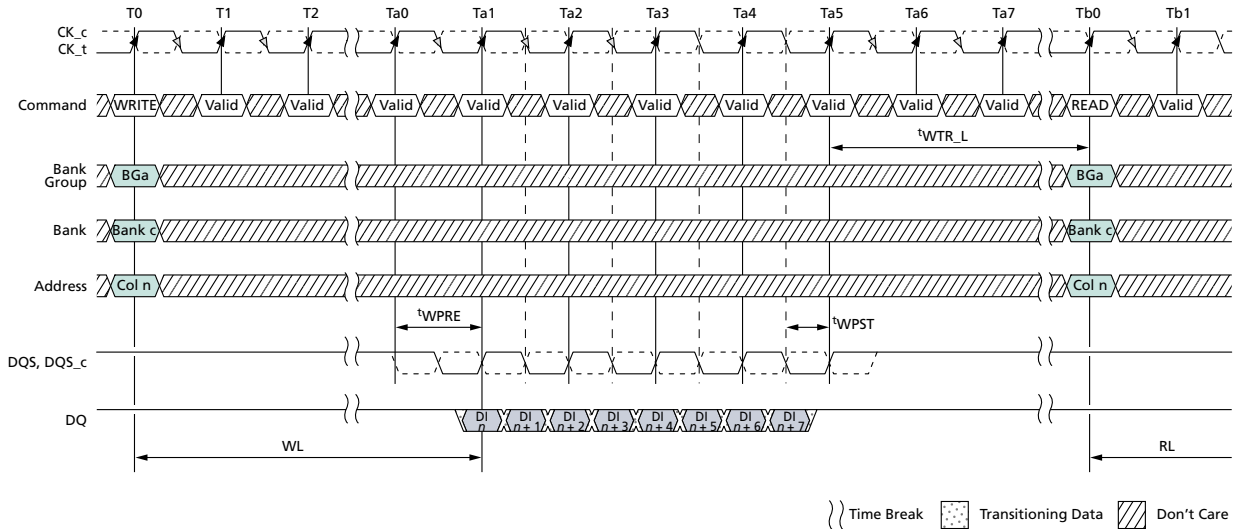 T0 T1 T2 Ta0 Ta1 Ta2 Ta3 Ta4 Ta5 Ta6 Ta7 Tb0 Tb1
CK_c
CK_t
Command WRITE Valid Valid Valid Valid Valid Valid Valid Valid Valid Valid READ Valid
tWTR_L
Bank
Group BGa BGa
Bank Bank c Bank c
Address Col n Col n
tWPRE tWPST
DQS, DQS_c
DQ DI n DI n + 1 DI n + 2 DI n + 3 DI n + 4 DI n + 5 DI n + 6 DI n + 7
WL RL
Time Break Transitioning Data Don't Care